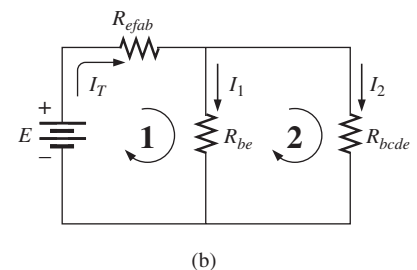 R_efab
I_T
I_1
I_2
+
E
−
1
R_be
2
R_bcde
(b)